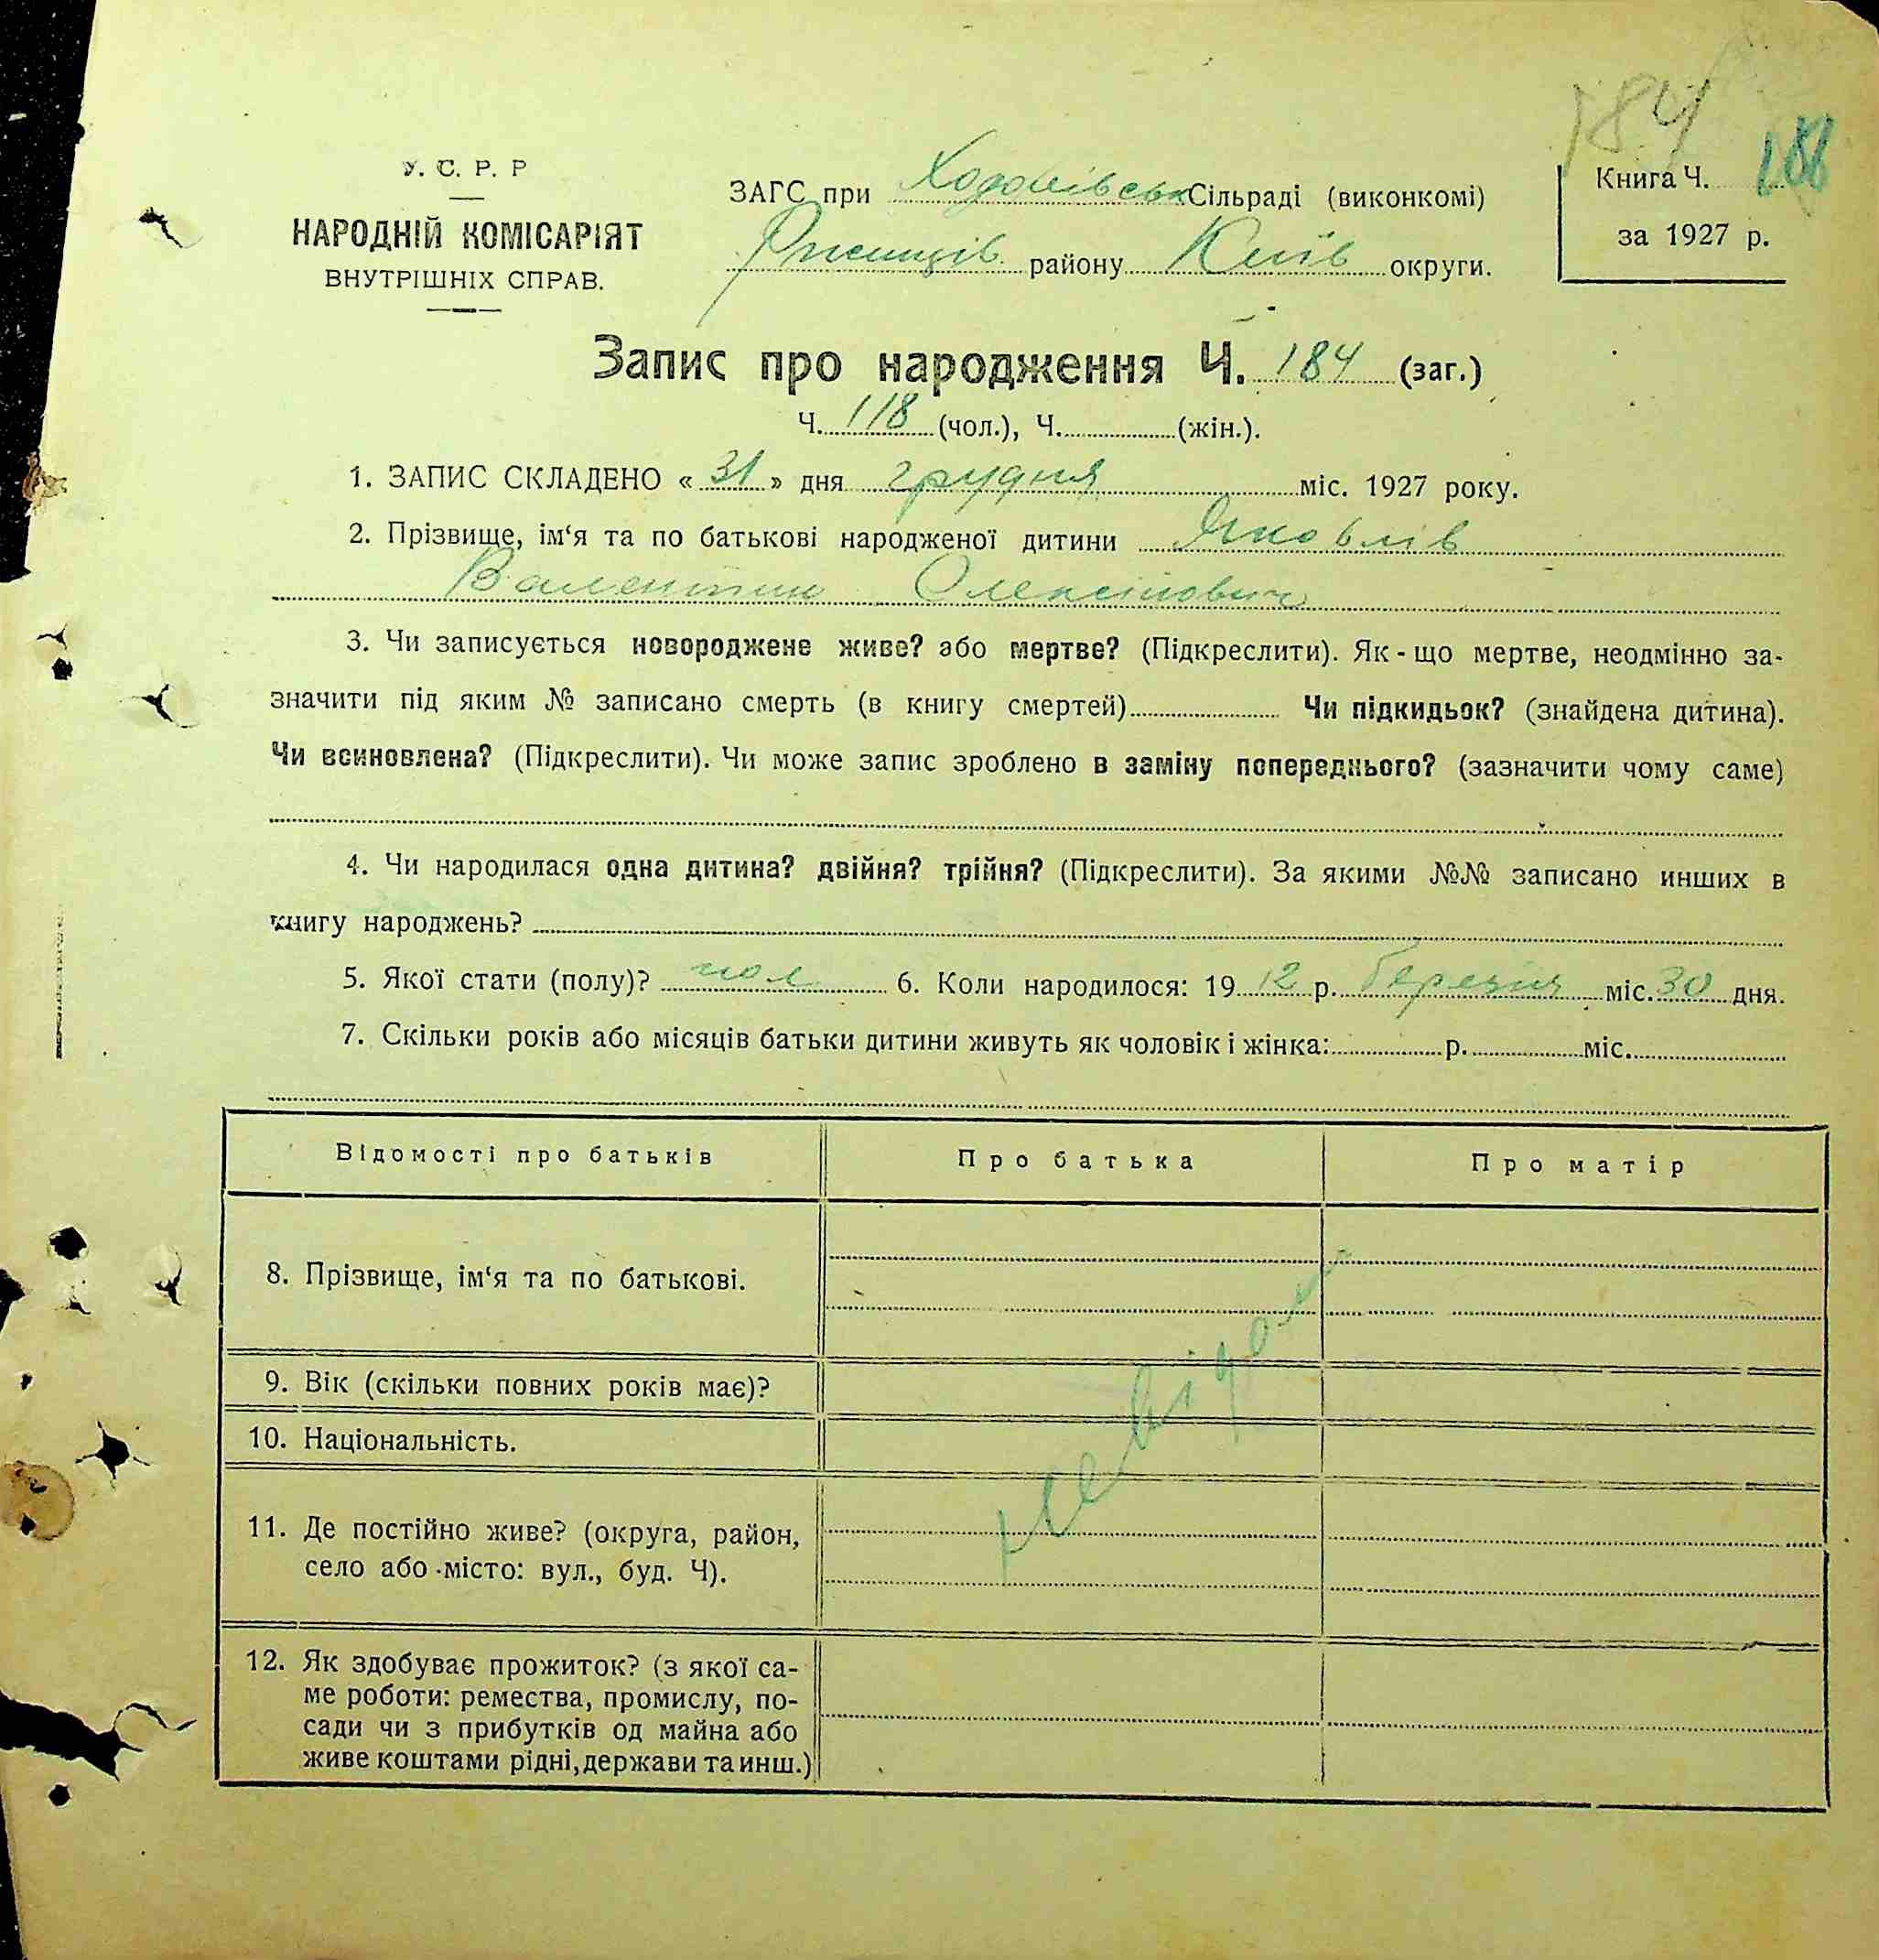 184
188
У. С. Р. Р
НАРОДНІЙ КОМІСАРІЯТ
ВНУТРІШНІХ СПРАВ.
ЗАГС при Ходорівськ Сільраді (виконкомі)
Ржищів району Київ округи.
Книга Ч.
за 1927 р.
Запис про народження Ч. 184 (заг.)
Ч. 118 (чол.), Ч. (жін.).
1. ЗАПИС СКЛАДЕНО « 31 » дня грудня міс. 1927 року.
2. Прізвище, ім‘я та по батькові народженої дитини Яковлів
Валентин Олексійович
3. Чи записується новороджене живе? або мертве? (Підкреслити). Як-що мертве, неодмінно за-
значити під яким № записано смерть (в книгу смертей) Чи підкидьок? (знайдена дитина).
Чи всиновлена? (Підкреслити). Чи може запис зроблено в заміну попереднього? (зазначити чому саме)
4. Чи народилася одна дитина? двійня? трійня? (Підкреслити). За якими №№ записано инших в
книгу народжень?
5. Якої стати (полу)? чол 6. Коли народилося: 19 12 р. березня міс. 30 дня.
7. Скільки років або місяців батьки дитини живуть як чоловік і жінка: р. міс.
Відомості про батьків Про батька Про матір
8. Прізвище, ім‘я та по батькові.
9. Вік (скільки повних років має)?
10. Національність.
невідомі
11. Де постійно живе? (округа, район,
село або місто: вул., буд. Ч).
12. Як здобуває прожиток? (з якої са-
ме роботи: ремества, промислу, по-
сади чи з прибутків од майна або
живе коштами рідні, держави та инш.)